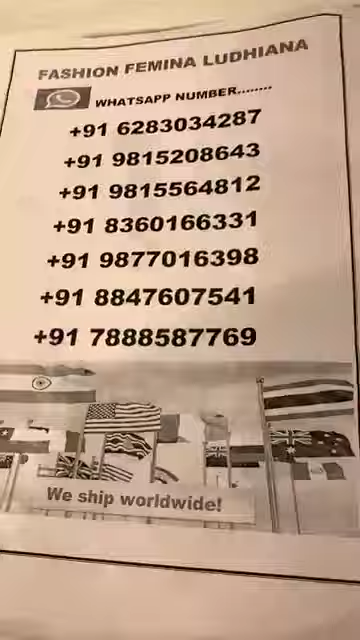 FASHION FEMINA LUDHIANA
WHATSAPP NUMBER........
+91 6283034287
+91 9815208643
+91 9815564812
+91 8360166331
+91 9877016398
+91 8847607541
+91 7888587769
We ship worldwide!